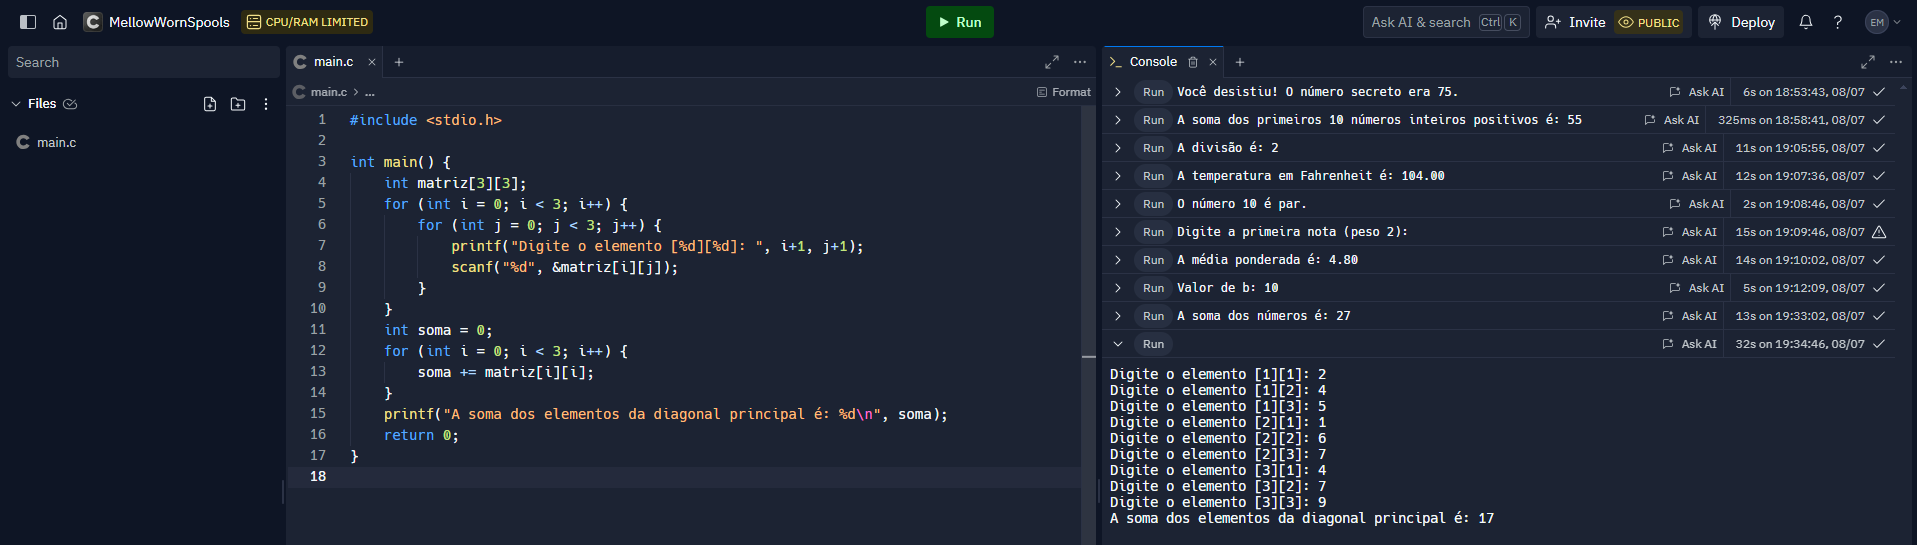 MellowWornSpools CPU/RAM LIMITED Run Ask AI & search Ctrl K Invite PUBLIC Deploy ? EM
Search
Files
main.c
main.c × +
main.c > ... Format
1 #include <stdio.h>
2
3 int main() {
4 int matriz[3][3];
5 for (int i = 0; i < 3; i++) {
6 for (int j = 0; j < 3; j++) {
7 printf("Digite o elemento [%d][%d]: ", i+1, j+1);
8 scanf("%d", &matriz[i][j]);
9 }
10 }
11 int soma = 0;
12 for (int i = 0; i < 3; i++) {
13 soma += matriz[i][i];
14 }
15 printf("A soma dos elementos da diagonal principal é: %d\n", soma);
16 return 0;
17 }
18
Console × +
Run Você desistiu! O número secreto era 75. Ask AI 6s on 18:53:43, 08/07
Run A soma dos primeiros 10 números inteiros positivos é: 55 Ask AI 325ms on 18:58:41, 08/07
Run A divisão é: 2 Ask AI 11s on 19:05:55, 08/07
Run A temperatura em Fahrenheit é: 104.00 Ask AI 12s on 19:07:36, 08/07
Run O número 10 é par. Ask AI 2s on 19:08:46, 08/07
Run Digite a primeira nota (peso 2): Ask AI 15s on 19:09:46, 08/07
Run A média ponderada é: 4.80 Ask AI 14s on 19:10:02, 08/07
Run Valor de b: 10 Ask AI 5s on 19:12:09, 08/07
Run A soma dos números é: 27 Ask AI 13s on 19:33:02, 08/07
Run Ask AI 32s on 19:34:46, 08/07
Digite o elemento [1][1]: 2
Digite o elemento [1][2]: 4
Digite o elemento [1][3]: 5
Digite o elemento [2][1]: 1
Digite o elemento [2][2]: 6
Digite o elemento [2][3]: 7
Digite o elemento [3][1]: 4
Digite o elemento [3][2]: 7
Digite o elemento [3][3]: 9
A soma dos elementos da diagonal principal é: 17